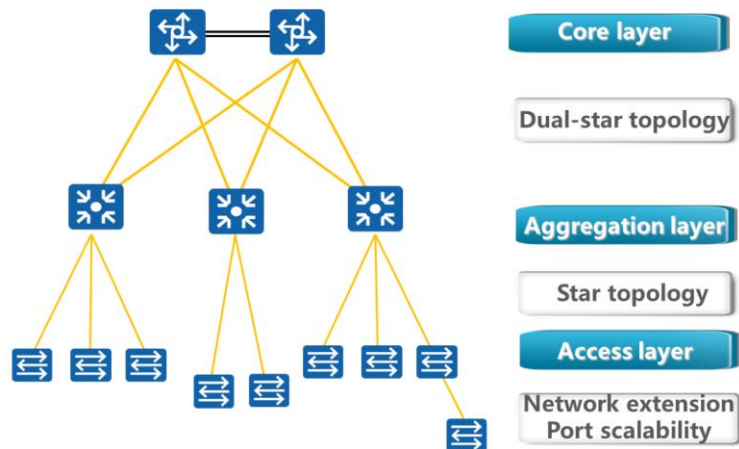 Core layer
Dual-star topology
Aggregation layer
Star topology
Access layer
Network extension
Port scalability